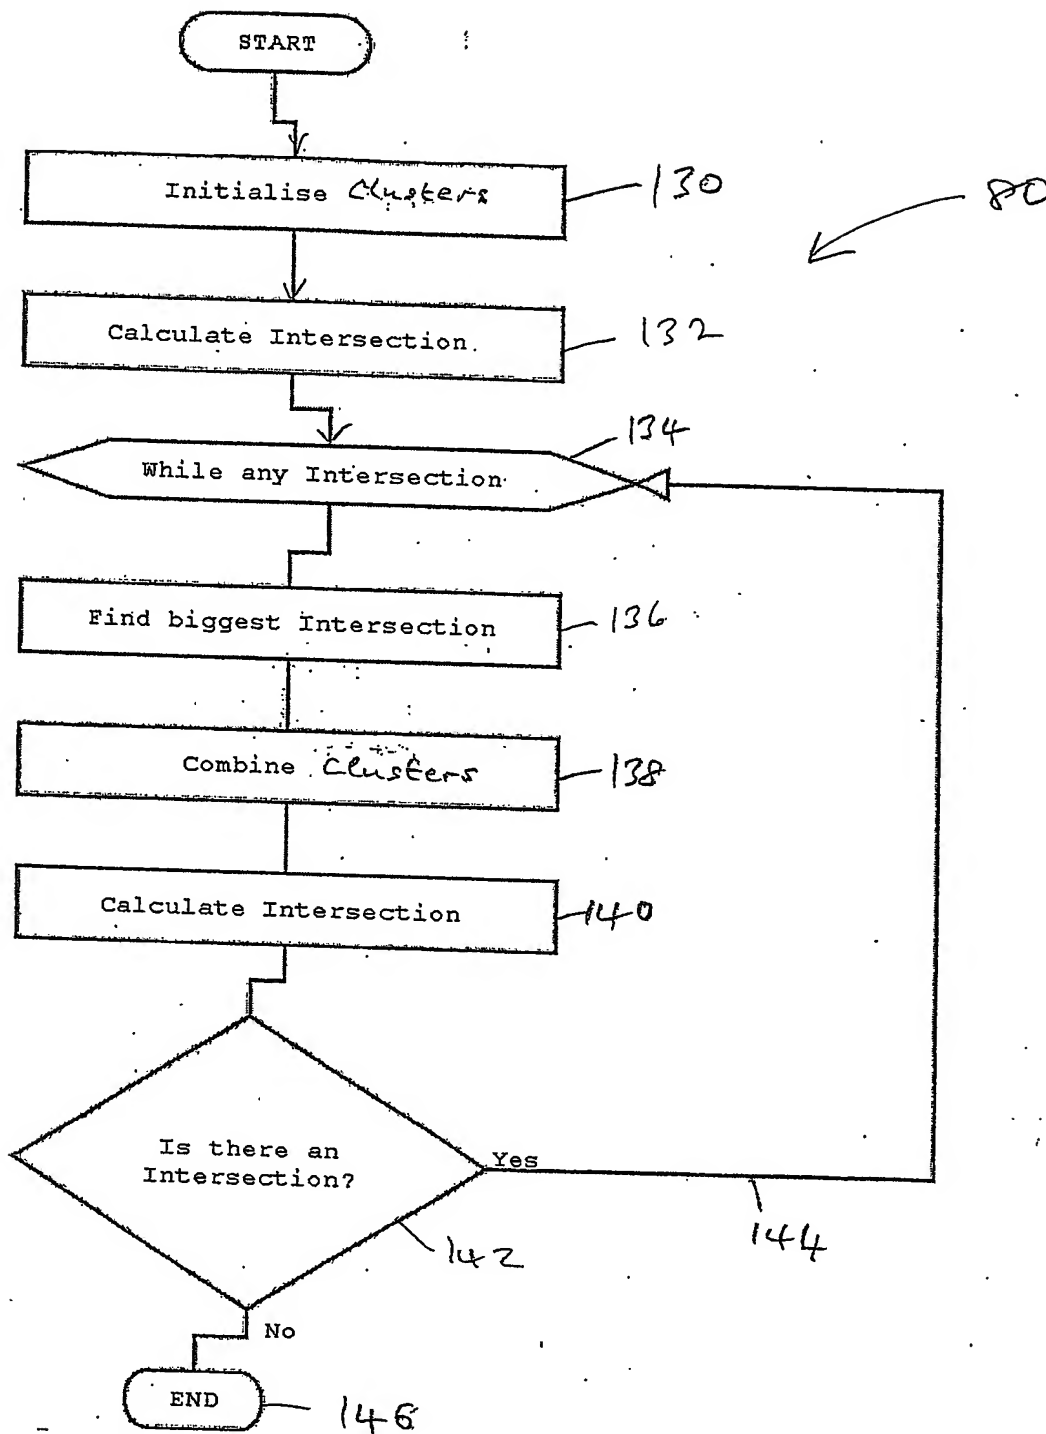 START
Initialise Clusters
130
80
Calculate Intersection.
132
134
While any Intersection
Find biggest Intersection
136
Combine Clusters
138
Calculate Intersection
140
Is there an
Intersection?
Yes
142
144
No
END
146